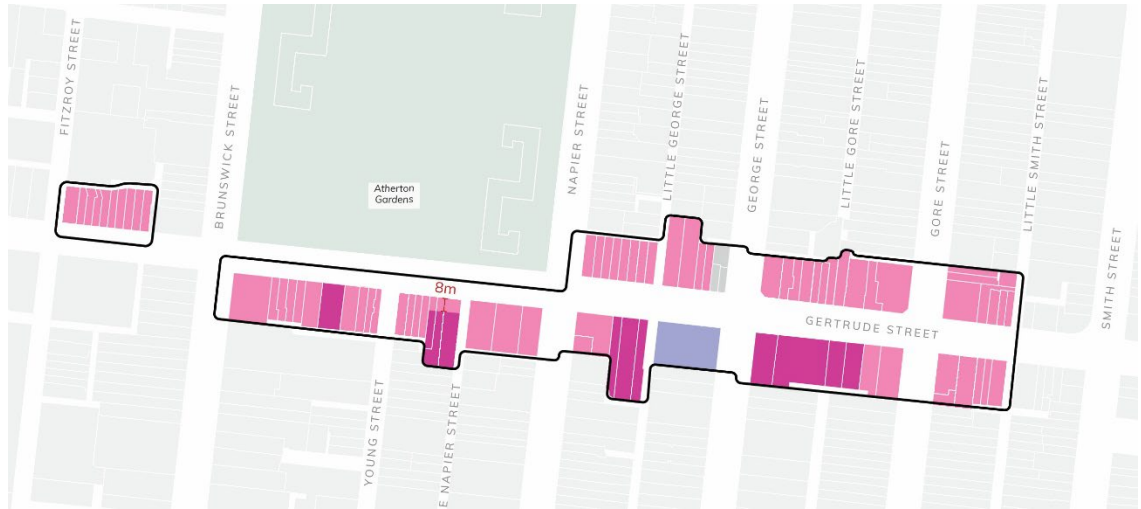 FITZROY STREET
BRUNSWICK STREET
Atherton
Gardens
NAPIER STREET
LITTLE GEORGE STREET
GEORGE STREET
LITTLE GORE STREET
GORE STREET
LITTLE SMITH STREET
SMITH STREET
8m
GERTRUDE STREET
YOUNG STREET
E NAPIER STREET